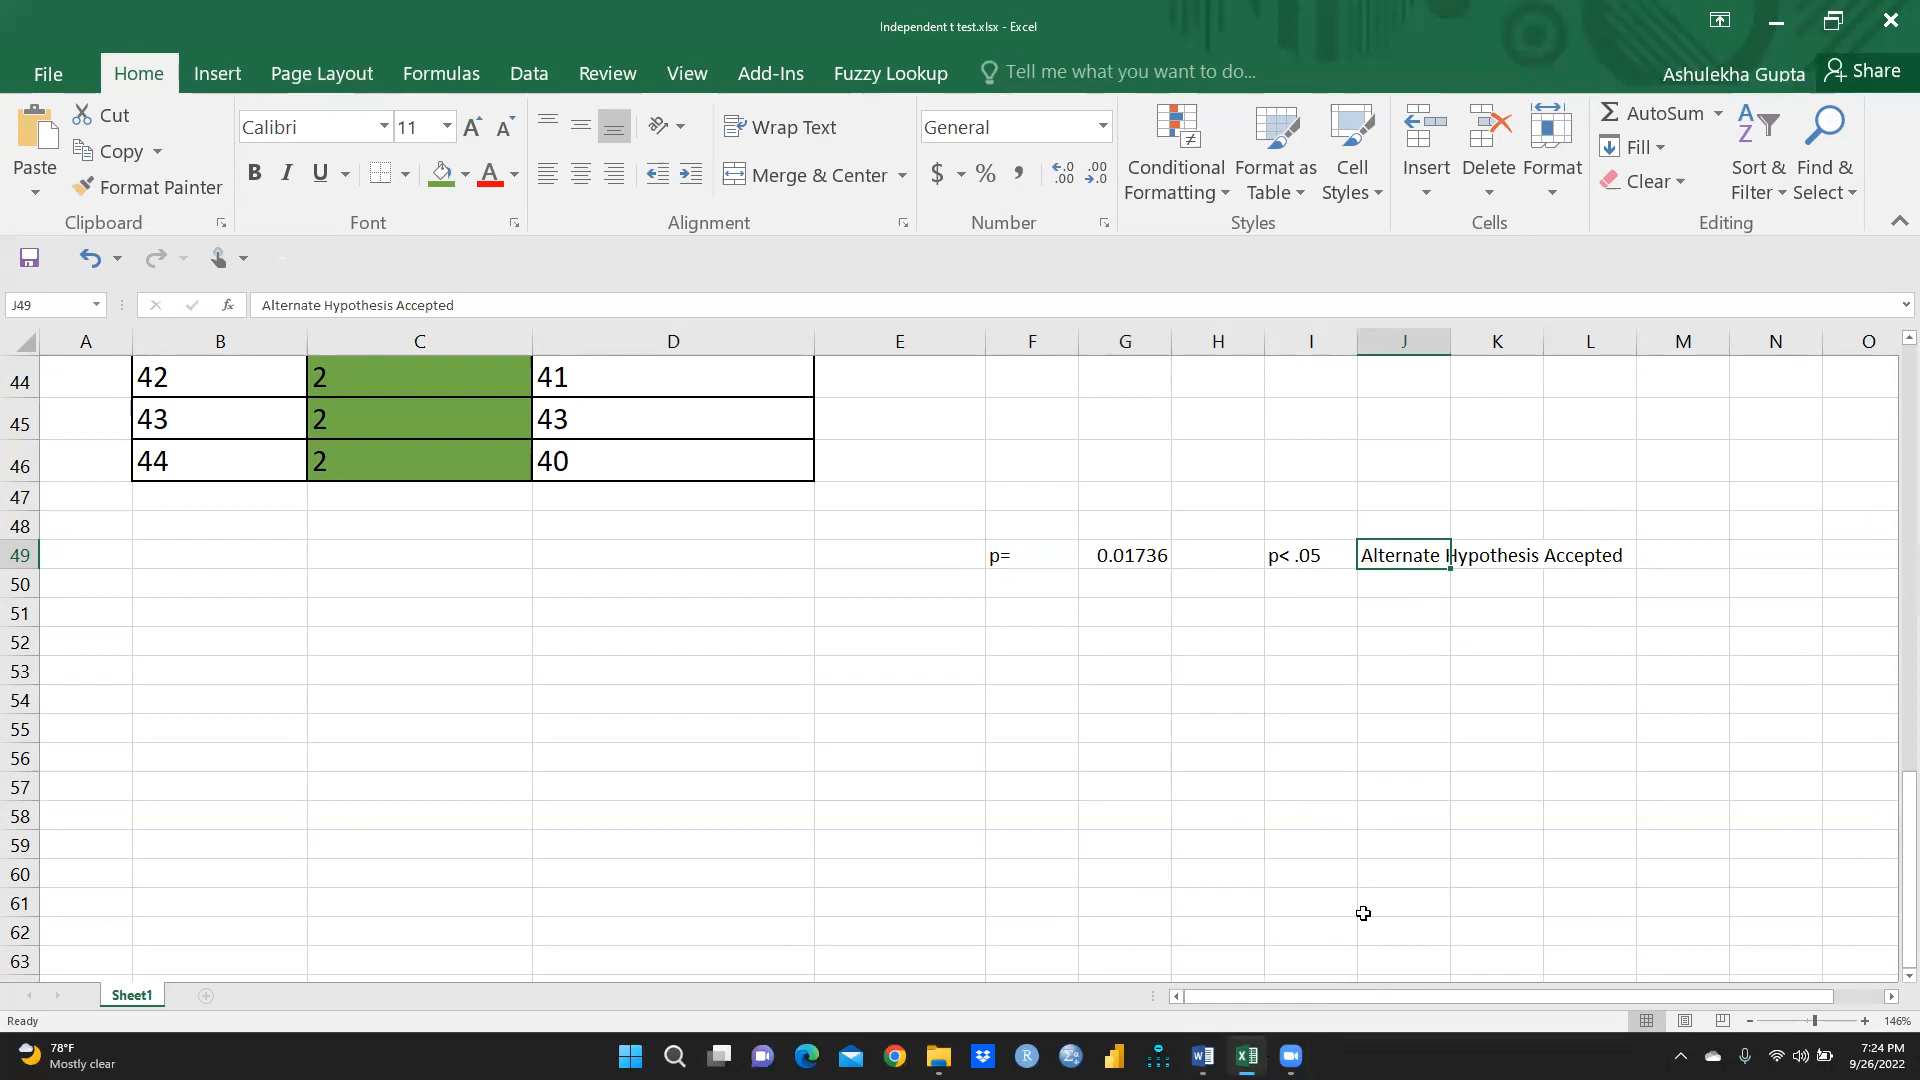 Independent t test.xlsx - Excel
File Home Insert Page Layout Formulas Data Review View Add-Ins Fuzzy Lookup Tell me what you want to do... Ashulekha Gupta Share
Paste
Cut
Copy
Format Painter
Clipboard
Calibri 11
B I U
Font
Wrap Text
Merge & Center
Alignment
General
$ % , .00
Number
Conditional Formatting
Format as Table
Cell Styles
Styles
Insert Delete Format
Cells
AutoSum
Fill
Clear
Sort & Filter
Find & Select
Editing
J49 fx Alternate Hypothesis Accepted
A B C D E F G H I J K L M N O
44 42 2 41
45 43 2 43
46 44 2 40
47
48
49 p= 0.01736 p< .05 Alternate Hypothesis Accepted
50
51
52
53
54
55
56
57
58
59
60
61
62
63
Sheet1
Ready 146%
78°F
Mostly clear
7:24 PM
9/26/2022